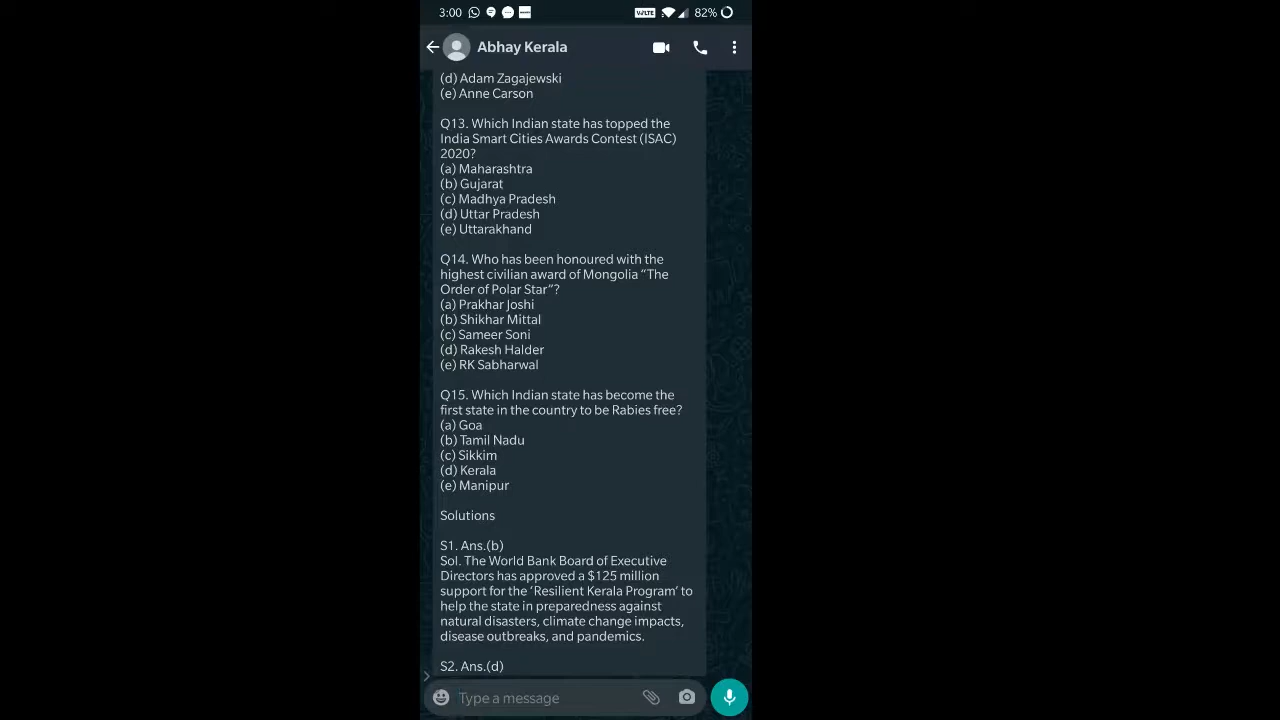 3:00
VoLTE
82%
Abhay Kerala
(d) Adam Zagajewski
(e) Anne Carson
Q13. Which Indian state has topped the
India Smart Cities Awards Contest (ISAC)
2020?
(a) Maharashtra
(b) Gujarat
(c) Madhya Pradesh
(d) Uttar Pradesh
(e) Uttarakhand
Q14. Who has been honoured with the
highest civilian award of Mongolia “The
Order of Polar Star”?
(a) Prakhar Joshi
(b) Shikhar Mittal
(c) Sameer Soni
(d) Rakesh Halder
(e) RK Sabharwal
Q15. Which Indian state has become the
first state in the country to be Rabies free?
(a) Goa
(b) Tamil Nadu
(c) Sikkim
(d) Kerala
(e) Manipur
Solutions
S1. Ans.(b)
Sol. The World Bank Board of Executive
Directors has approved a $125 million
support for the ‘Resilient Kerala Program’ to
help the state in preparedness against
natural disasters, climate change impacts,
disease outbreaks, and pandemics.
S2. Ans.(d)
Type a message